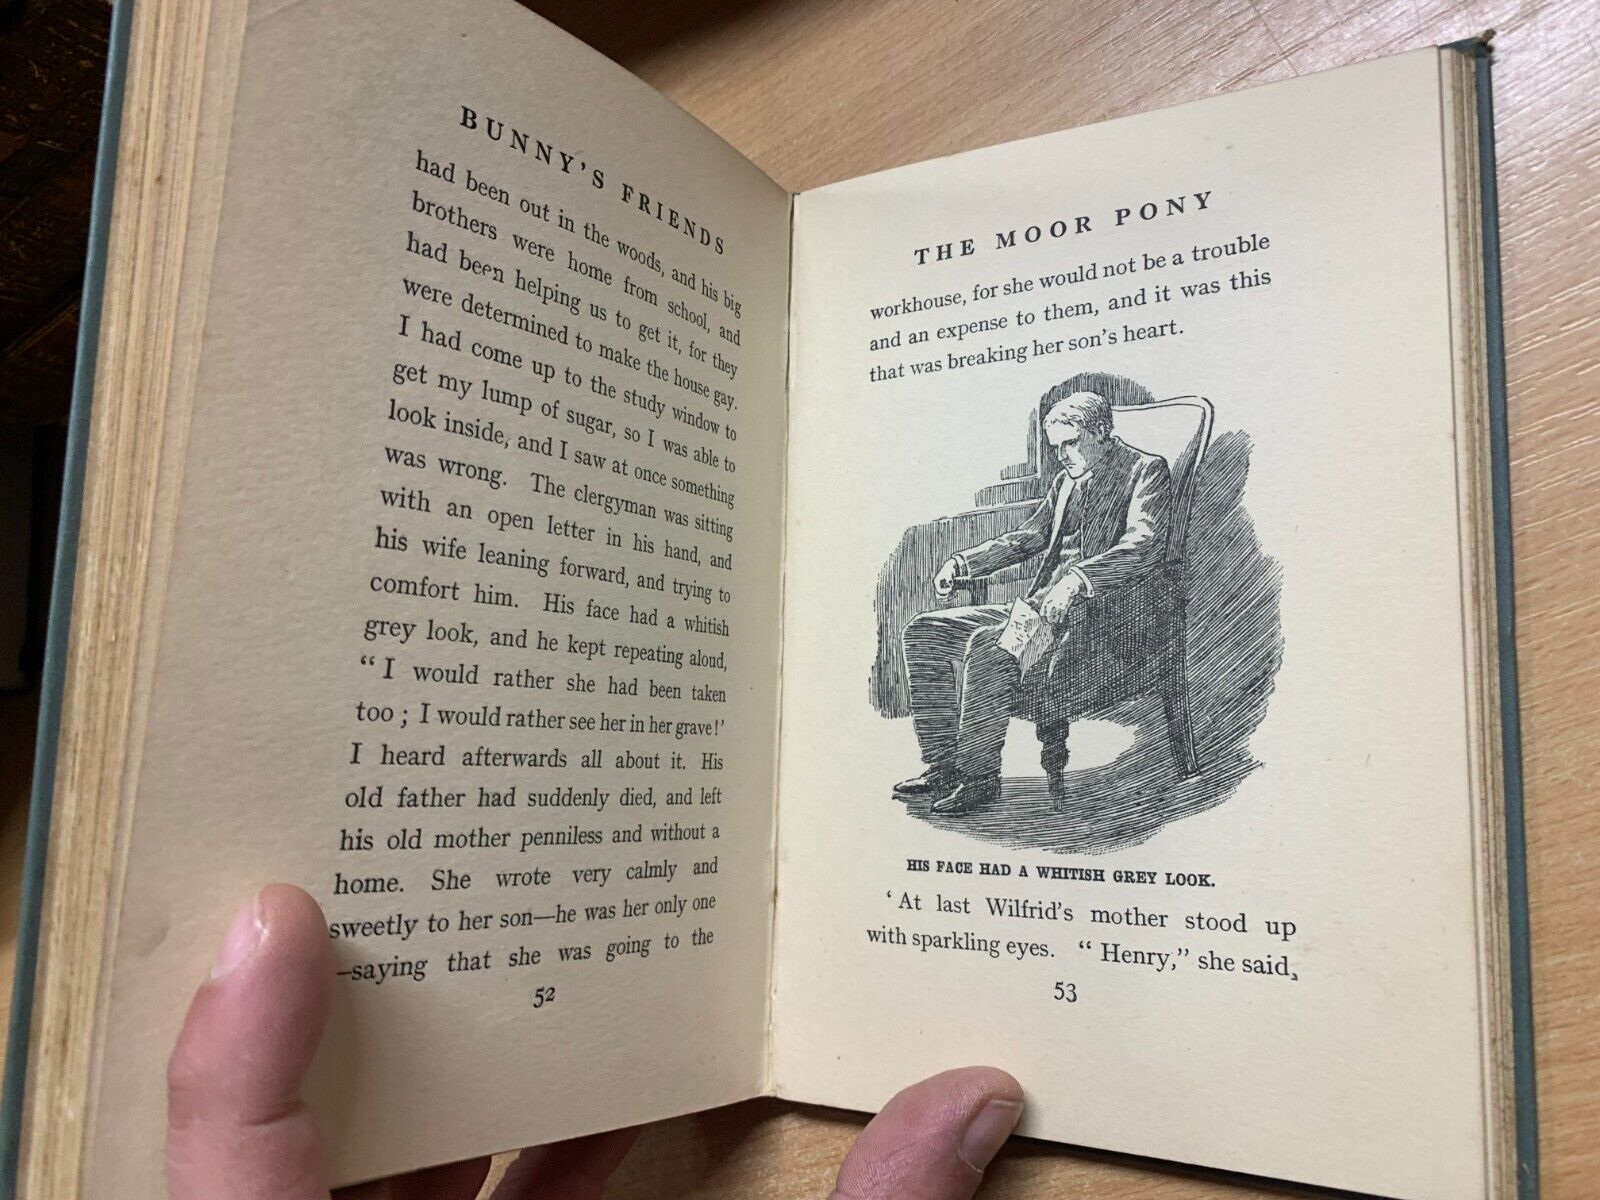 BUNNY'S FRIENDS
had been out in the woods, and his big
brothers were home from school, and
had been helping us to get it, for they
were determined to make the house gay.
I had come up to the study window to
get my lump of sugar, so I was able to
look inside, and I saw at once something
was wrong. The clergyman was sitting
with an open letter in his hand, and
his wife leaning forward, and trying to
comfort him. His face had a whitish
grey look, and he kept repeating aloud,
“I would rather she had been taken
too; I would rather see her in her grave!’
I heard afterwards all about it. His
old father had suddenly died, and left
his old mother penniless and without a
home. She wrote very calmly and
sweetly to her son—he was her only one
—saying that she was going to the
52
THE MOOR PONY
workhouse, for she would not be a trouble
and an expense to them, and it was this
that was breaking her son's heart.
HIS FACE HAD A WHITISH GREY LOOK.
‘At last Wilfrid's mother stood up
with sparkling eyes. “Henry,” she said,
53